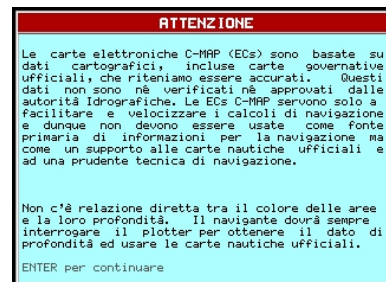 ATTENZIONE
Le carte elettroniche C-MAP (ECs) sono basate su
dati cartografici, incluse carte governative
ufficiali, che riteniamo essere accurati. Questi
dati non sono nê verificati nê approvati dalle
autorità Idrografiche. Le ECs C-MAP servono solo a
facilitare e velocizzare i calcoli di navigazione
e dunque non devono essere usate come fonte
primaria di informazioni per la navigazione ma
come un supporto alle carte nautiche ufficiali e
ad una prudente tecnica di navigazione.
Non c'ê relazione diretta tra il colore delle aree
e la loro profondità. Il navigante dovrà sempre
interrogare il plotter per ottenere il dato di
profondità ed usare le carte nautiche ufficiali.
ENTER per continuare